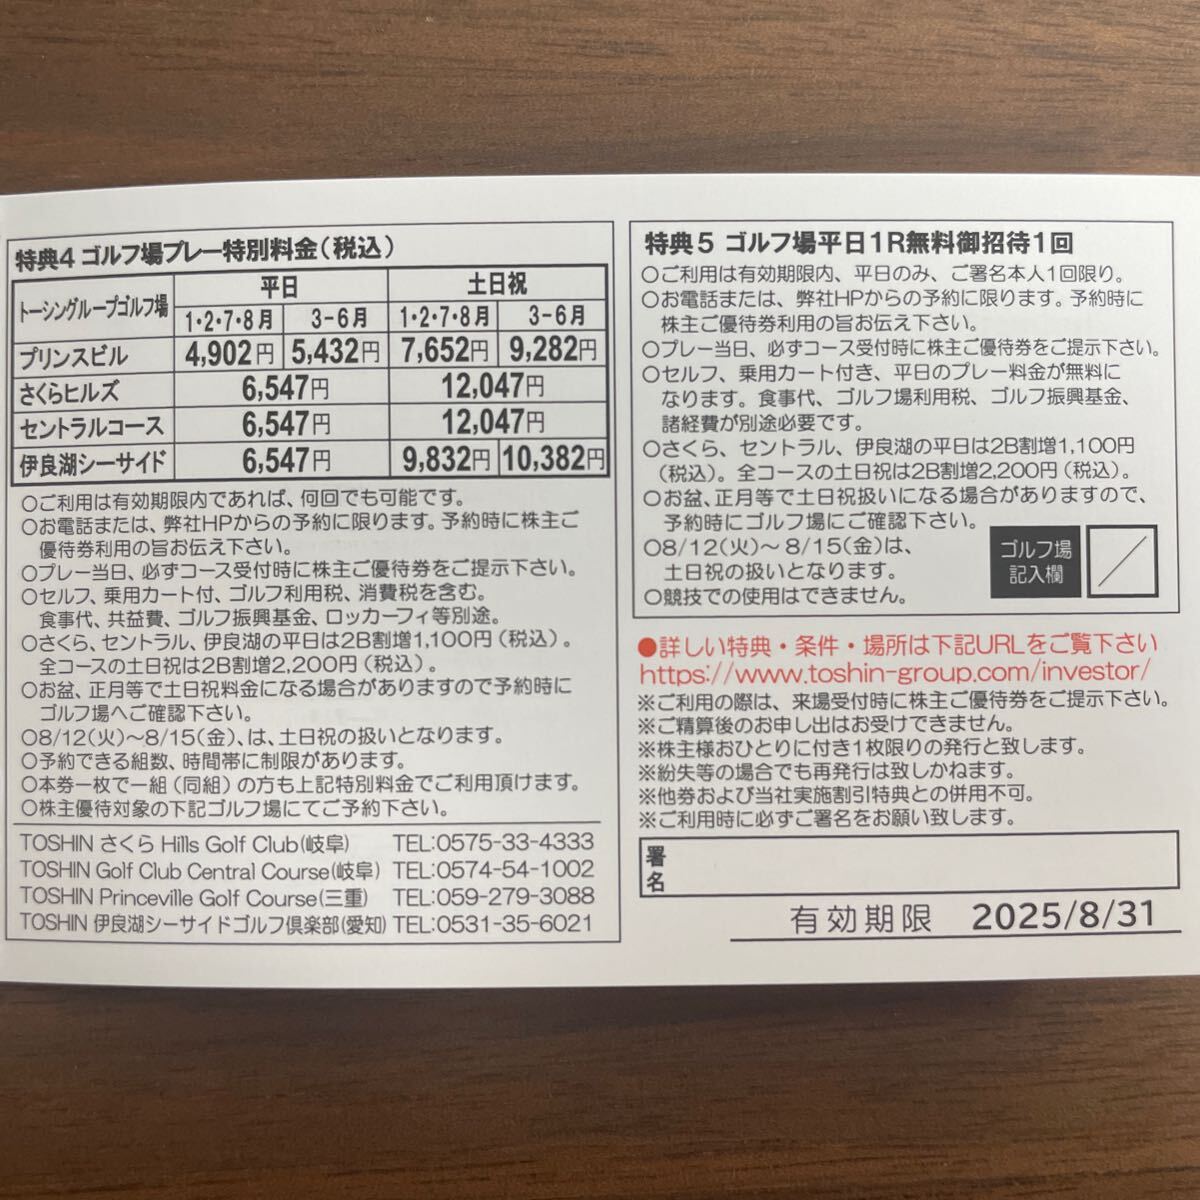 特典4 ゴルフ場プレー特別料金(税込)
トーシングループゴルフ場 平日 土日祝
1・2・7・8月 3-6月 1・2・7・8月 3-6月
プリンスビル 4,902円 5,432円 7,652円 9,282円
さくらヒルズ 6,547円 12,047円
セントラルコース 6,547円 12,047円
伊良湖シーサイド 6,547円 9,832円 10,382円
○ご利用は有効期限内であれば、何回でも可能です。
○お電話または、弊社HPからの予約に限ります。予約時に株主ご
優待券利用の旨お伝え下さい。
○プレー当日、必ずコース受付時に株主ご優待券をご提示下さい。
○セルフ、乗用カート付、ゴルフ利用税、消費税を含む。
食事代、共益費、ゴルフ振興基金、ロッカーフィ等別途。
○さくら、セントラル、伊良湖の平日は2B割増1,100円(税込)。
全コースの土日祝は2B割増2,200円(税込)。
○お盆、正月等で土日祝料金になる場合がありますので予約時に
ゴルフ場へご確認下さい。
○8/12(火)〜8/15(金)、は、土日祝の扱いとなります。
○予約できる組数、時間帯に制限があります。
○本券一枚で一組(同組)の方も上記特別料金でご利用頂けます。
○株主優待対象の下記ゴルフ場にてご予約下さい。
TOSHIN さくら Hills Golf Club(岐阜) TEL:0575-33-4333
TOSHIN Golf Club Central Course(岐阜) TEL:0574-54-1002
TOSHIN Princeville Golf Course(三重) TEL:059-279-3088
TOSHIN 伊良湖シーサイドゴルフ倶楽部(愛知) TEL:0531-35-6021
特典5 ゴルフ場平日1R無料御招待1回
○ご利用は有効期限内、平日のみ、ご署名本人1回限り。
○お電話または、弊社HPからの予約に限ります。予約時に
株主ご優待券利用の旨お伝え下さい。
○プレー当日、必ずコース受付時に株主ご優待券をご提示下さい。
○セルフ、乗用カート付き、平日のプレー料金が無料に
なります。食事代、ゴルフ場利用税、ゴルフ振興基金、
諸経費が別途必要です。
○さくら、セントラル、伊良湖の平日は2B割増1,100円
(税込)。全コースの土日祝は2B割増2,200円(税込)。
○お盆、正月等で土日祝扱いになる場合がありますので、
予約時にゴルフ場にご確認下さい。
○8/12(火)〜 8/15(金)は、
土日祝の扱いとなります。
○競技での使用はできません。
ゴルフ場
記入欄
●詳しい特典・条件・場所は下記URLをご覧下さい
https://www.toshin-group.com/investor/
※ご利用の際は、来場受付時に株主ご優待券をご提示下さい。
※ご精算後のお申し出はお受けできません。
※株主様おひとりに付き1枚限りの発行と致します。
※紛失等の場合でも再発行は致しかねます。
※他券および当社実施割引特典との併用不可。
※ご利用時に必ずご署名をお願い致します。
署名
有効期限 2025/8/31